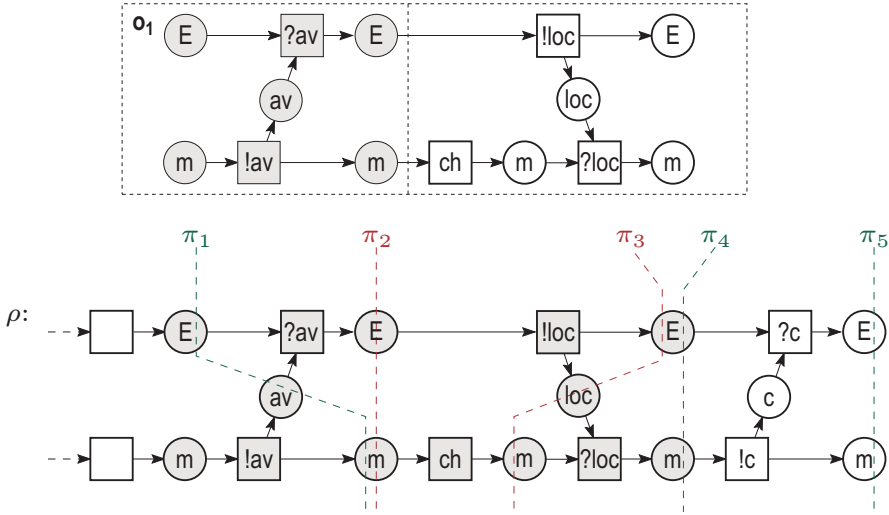 o₁ E ?av E !loc E
av loc
m !av m ch m ?loc m
π₁ π₂ π₃ π₄ π₅
ρ: E ?av E !loc E ?c E
av loc c
m !av m ch m ?loc m !c m